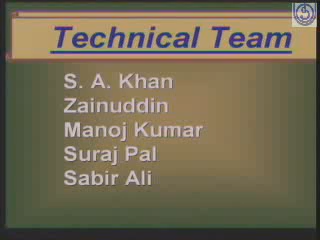 Technical Team
S. A. Khan
Zainuddin
Manoj Kumar
Suraj Pal
Sabir Ali